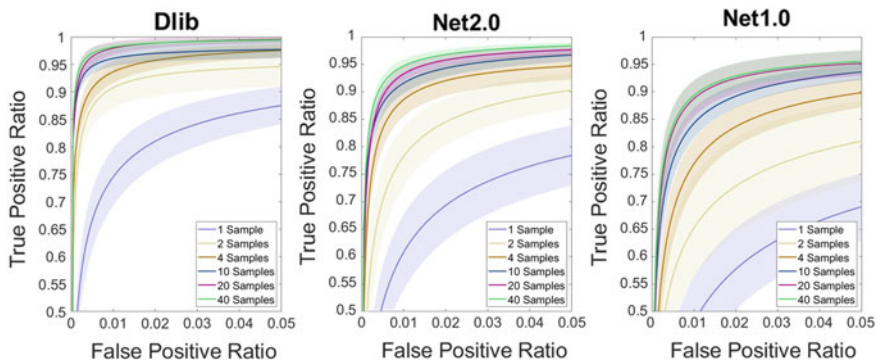 Dlib
True Positive Ratio
1
0.95
0.9
0.85
0.8
0.75
0.7
0.65
0.6
0.55
0.5
1 Sample
2 Samples
4 Samples
10 Samples
20 Samples
40 Samples
0
0.01
0.02
0.03
0.04
0.05
False Positive Ratio
Net2.0
True Positive Ratio
1
0.95
0.9
0.85
0.8
0.75
0.7
0.65
0.6
0.55
0.5
1 Sample
2 Samples
4 Samples
10 Samples
20 Samples
40 Samples
0
0.01
0.02
0.03
0.04
0.05
False Positive Ratio
Net1.0
True Positive Ratio
1
0.95
0.9
0.85
0.8
0.75
0.7
0.65
0.6
0.55
0.5
1 Sample
2 Samples
4 Samples
10 Samples
20 Samples
40 Samples
0
0.01
0.02
0.03
0.04
0.05
False Positive Ratio